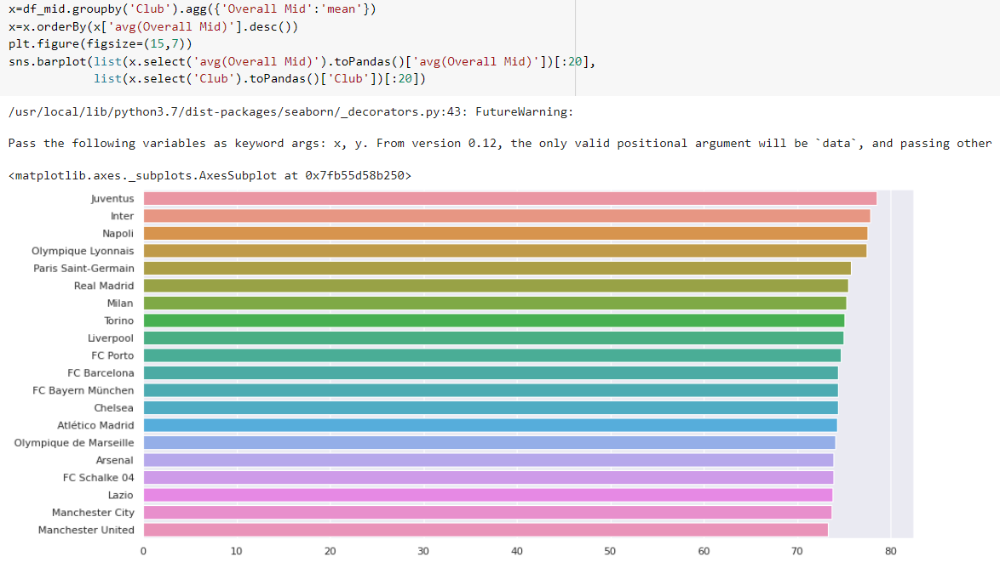 x=df_mid.groupby('Club').agg({'Overall Mid':'mean'})
x=x.orderBy(x['avg(Overall Mid)'].desc())
plt.figure(figsize=(15,7))
sns.barplot(list(x.select('avg(Overall Mid)').toPandas()['avg(Overall Mid)'])[:20],
            list(x.select('Club').toPandas()['Club'])[:20])
/usr/local/lib/python3.7/dist-packages/seaborn/_decorators.py:43: FutureWarning:
Pass the following variables as keyword args: x, y. From version 0.12, the only valid positional argument will be `data`, and passing other
<matplotlib.axes._subplots.AxesSubplot at 0x7fb55d58b250>
Juventus
Inter
Napoli
Olympique Lyonnais
Paris Saint-Germain
Real Madrid
Milan
Torino
Liverpool
FC Porto
FC Barcelona
FC Bayern München
Chelsea
Atlético Madrid
Olympique de Marseille
Arsenal
FC Schalke 04
Lazio
Manchester City
Manchester United
0 10 20 30 40 50 60 70 80